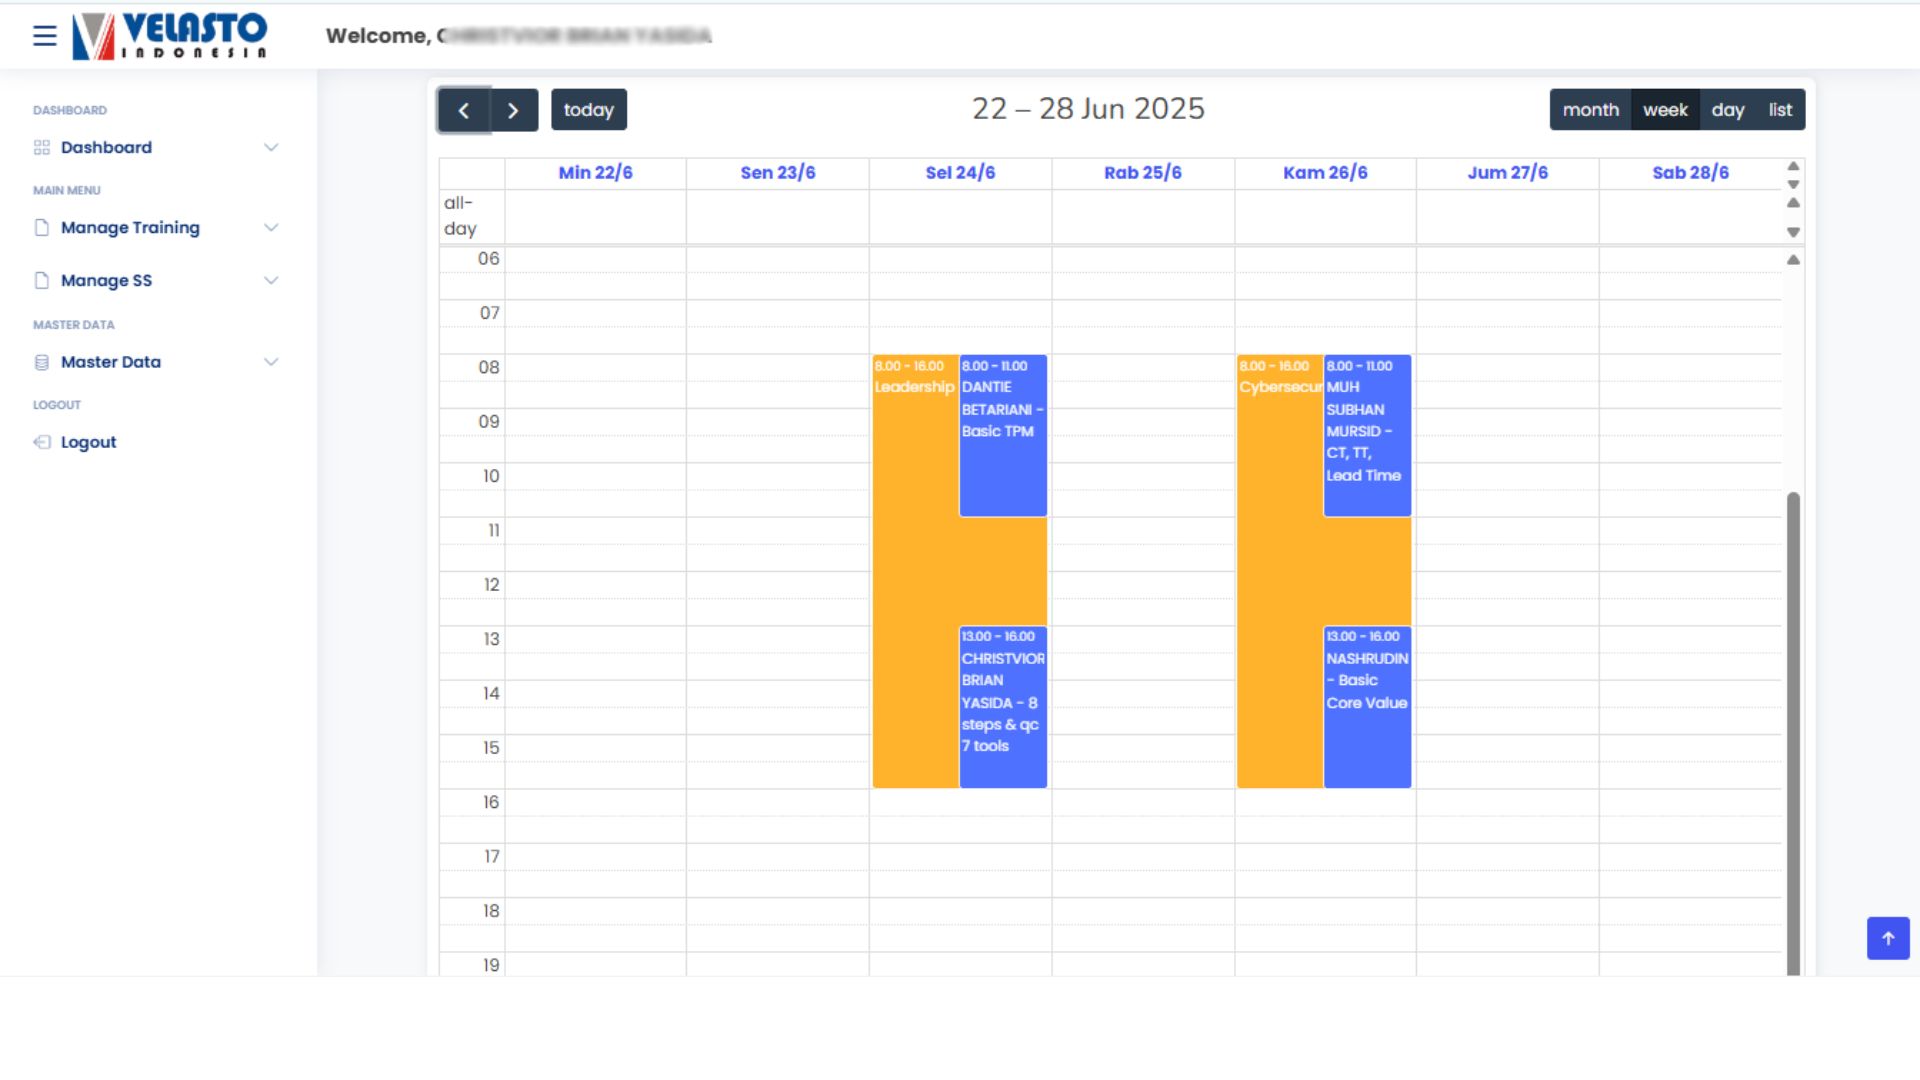 VELASTO
INDONESIA
Welcome,
DASHBOARD
Dashboard
MAIN MENU
Manage Training
Manage SS
MASTER DATA
Master Data
LOGOUT
Logout
today
22 – 28 Jun 2025
month week day list
Min 22/6 Sen 23/6 Sel 24/6 Rab 25/6 Kam 26/6 Jum 27/6 Sab 28/6
all-
day
06
07
08
09
10
11
12
13
14
15
16
17
18
19
8.00 - 16.00
Leadership
8.00 - 11.00
DANTIE
BETARIANI -
Basic TPM
13.00 - 16.00
CHRISTVIOR
BRIAN
YASIDA - 8
steps & qc
7 tools
8.00 - 16.00
Cybersecur
8.00 - 11.00
MUH
SUBHAN
MURSID -
CT, TT,
Lead Time
13.00 - 16.00
NASHRUDIN
- Basic
Core Value